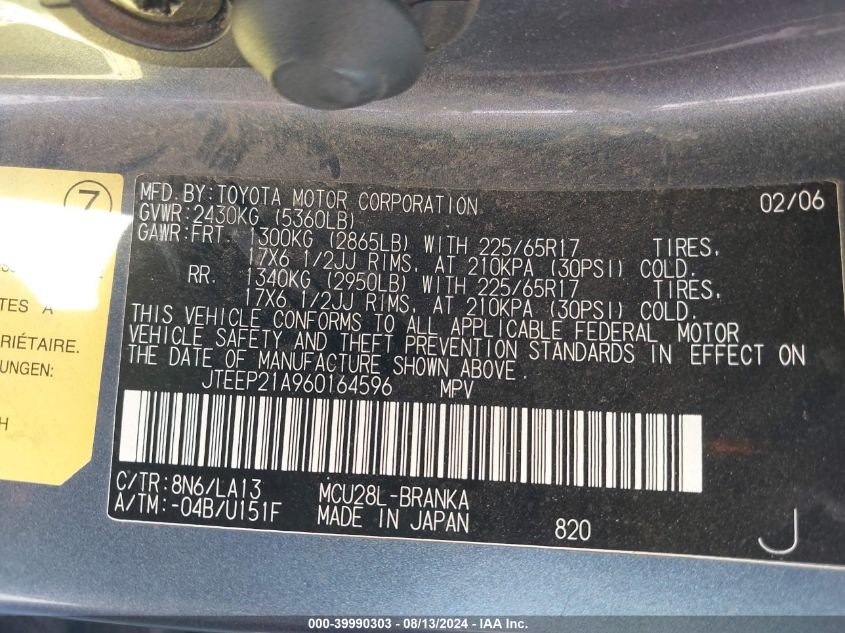 7
TES A
RIÉTAIRE.
UNGEN:
H
MFD.BY:TOYOTA MOTOR CORPORATION 02/06
GVWR:2430KG (5360LB)
GAWR:FRT. 1300KG (2865LB) WITH 225/65R17 TIRES,
17X6 1/2JJ RIMS, AT 210KPA (30PSI) COLD.
RR. 1340KG (2950LB) WITH 225/65R17 TIRES,
17X6 1/2JJ RIMS, AT 210KPA (30PSI) COLD.
THIS VEHICLE CONFORMS TO ALL APPLICABLE FEDERAL MOTOR
VEHICLE SAFETY AND THEFT PREVENTION STANDARDS IN EFFECT ON
THE DATE OF MANUFACTURE SHOWN ABOVE.
JTEEP21A960164596 MPV
C/TR:8N6/LA13 MCU28L-BRANKA
A/TM:-04B/U151F MADE IN JAPAN 820
J
000-39990303 - 08/13/2024 - IAA Inc.